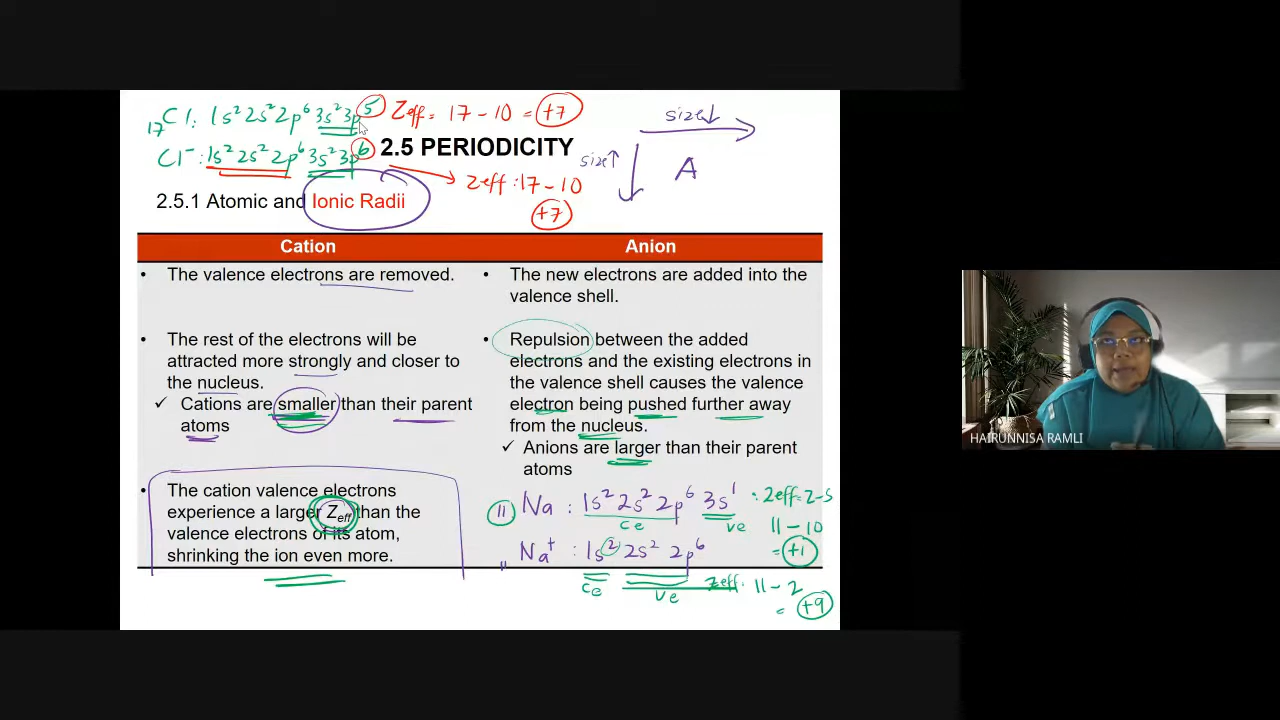 17Cl: 1s² 2s² 2p⁶ 3s² 3p⁵ Zeff = 17 - 10 = +7
Cl⁻: 1s² 2s² 2p⁶ 3s² 3p⁶
Zeff: 17 - 10
+7
size↓
size↑
A
2.5 PERIODICITY
2.5.1 Atomic and Ionic Radii
Cation
• The valence electrons are removed.
• The rest of the electrons will be
attracted more strongly and closer to
the nucleus.
✓ Cations are smaller than their parent
atoms
• The cation valence electrons
experience a larger Zeff than the
valence electrons of its atom,
shrinking the ion even more.
Anion
• The new electrons are added into the
valence shell.
• Repulsion between the added
electrons and the existing electrons in
the valence shell causes the valence
electron being pushed further away
from the nucleus.
✓ Anions are larger than their parent
atoms
11 Na : 1s² 2s² 2p⁶ 3s¹ : Zeff = Z-S
ce ve 11 - 10
= +1
11 Na⁺ : 1s² 2s² 2p⁶
ce ve Zeff: 11 - 2
= +9
HAIRUNNISA RAMLI